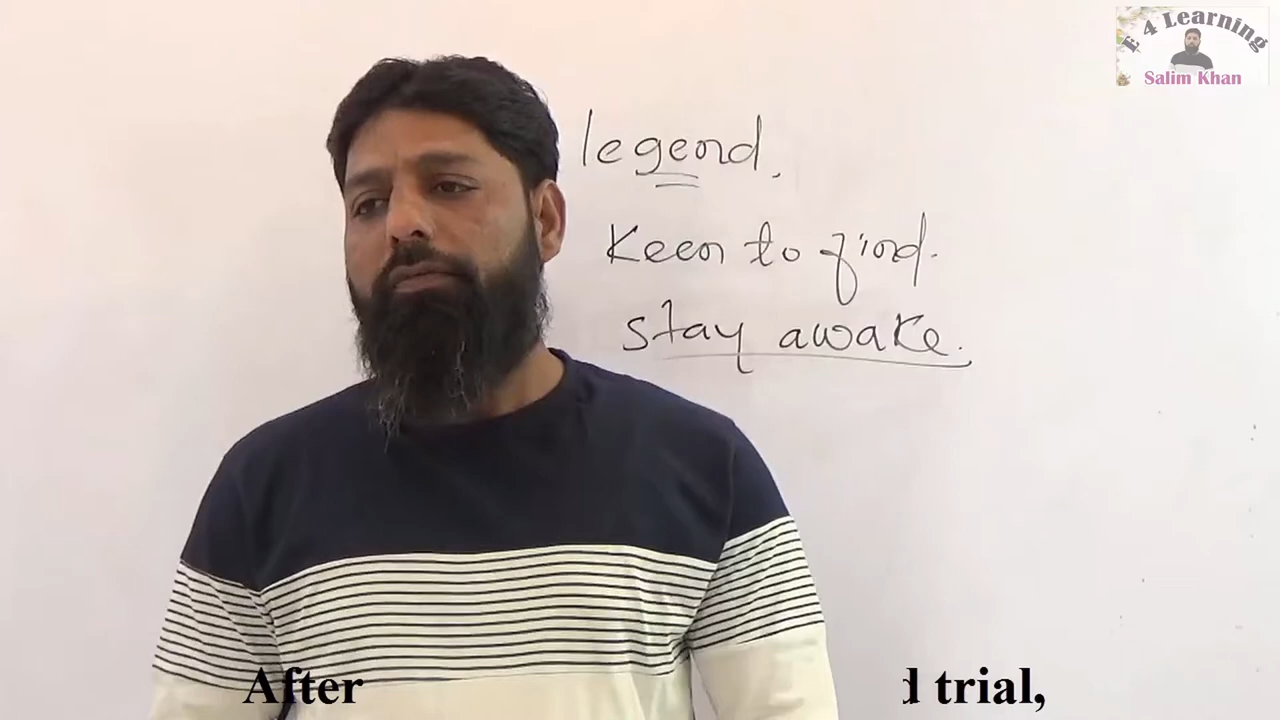 E 4 Learning
Salim Khan
legend,
Keen to find.
stay awake.
After
trial,